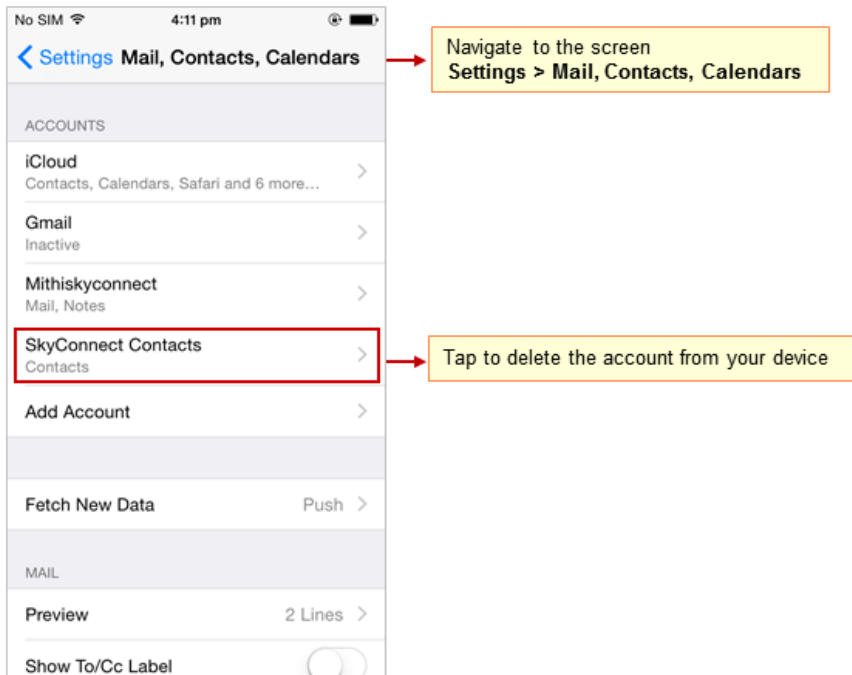 No SIM 4:11 pm
Settings Mail, Contacts, Calendars
Navigate to the screen
Settings > Mail, Contacts, Calendars
ACCOUNTS
iCloud
Contacts, Calendars, Safari and 6 more...
Gmail
Inactive
Mithiskyconnect
Mail, Notes
SkyConnect Contacts
Contacts
Tap to delete the account from your device
Add Account
Fetch New Data Push
MAIL
Preview 2 Lines
Show To/Cc Label